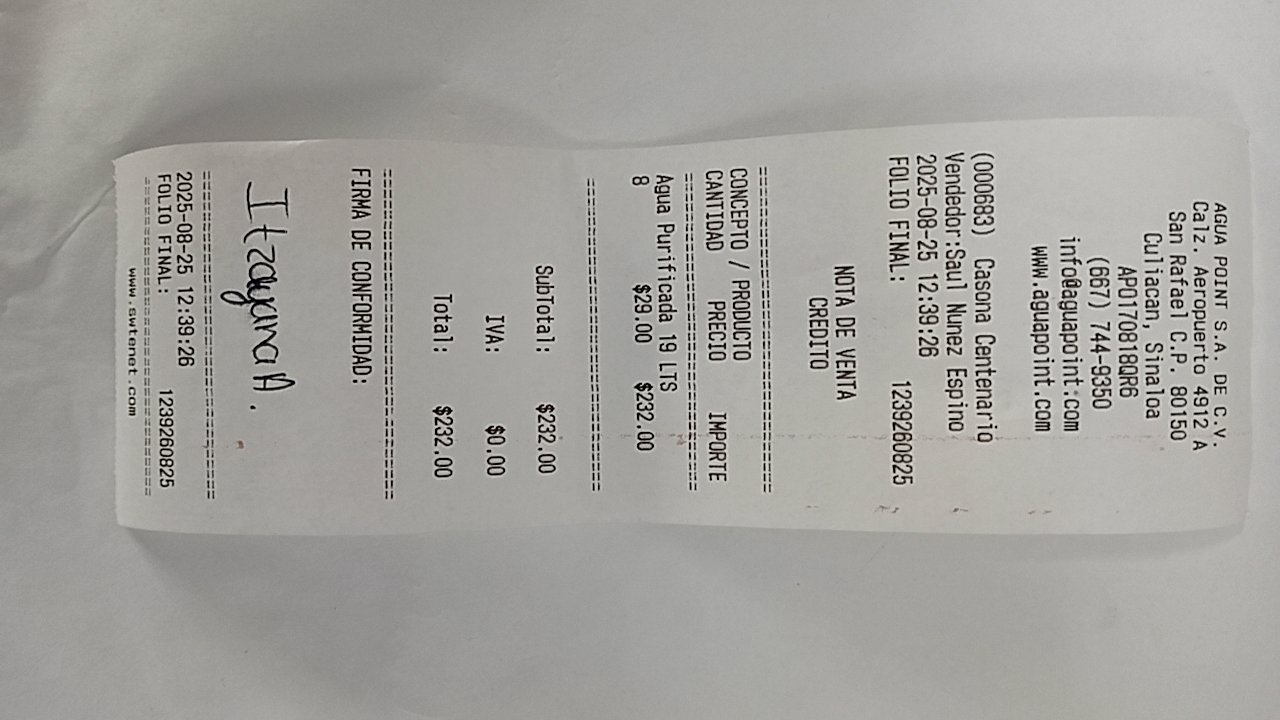 AGUA POINT S.A. DE C.V.
Calz. Aeropuerto 4912 A
San Rafael C.P. 80150
Culiacan, Sinaloa
APO170818QR6
(667) 744-9350
info@aguapoint.com
www.aguapoint.com
(000683) Casona Centenario
Vendedor:Saul Nunez Espino
2025-08-25 12:39:26
FOLIO FINAL: 1239260825
NOTA DE VENTA
CREDITO
================================
CONCEPTO / PRODUCTO
CANTIDAD PRECIO IMPORTE
================================
Agua Purificada 19 LTS
8 $29.00 $232.00
================================
SubTotal: $232.00
IVA: $0.00
Total: $232.00
================================
FIRMA DE CONFORMIDAD:
Itzayana A.
================================
2025-08-25 12:39:26
FOLIO FINAL: 1239260825
================================
www.swtenet.com